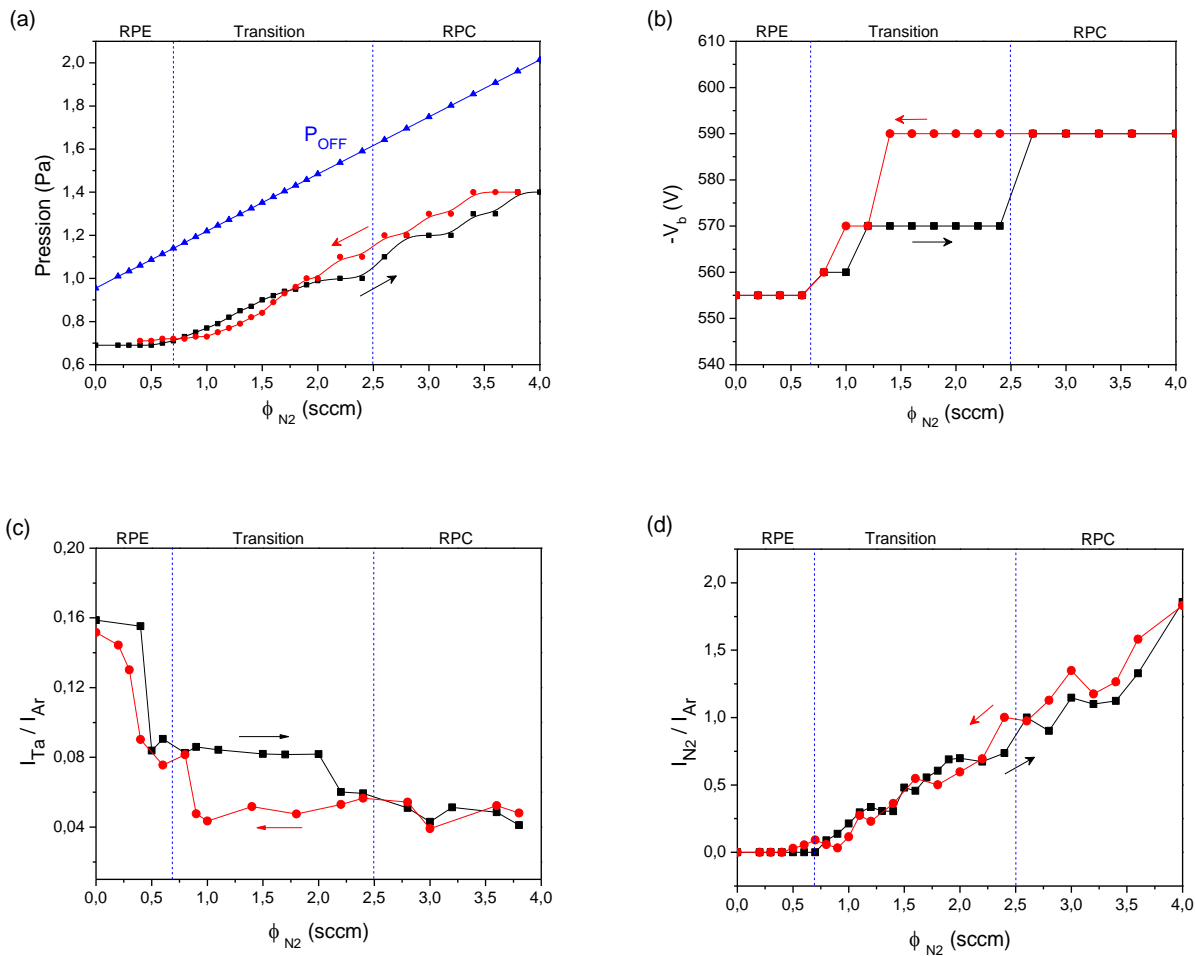 (a)
RPE Transition RPC
2,0
1,8
1,6
1,4
1,2
1,0
0,8
0,6
P_OFF
Pression (Pa)
0,0 0,5 1,0 1,5 2,0 2,5 3,0 3,5 4,0
ϕ N2 (sccm)
(b)
RPE Transition RPC
610
600
590
580
570
560
550
540
-V_b (V)
0,0 0,5 1,0 1,5 2,0 2,5 3,0 3,5 4,0
ϕ N2 (sccm)
(c)
RPE Transition RPC
0,20
0,16
0,12
0,08
0,04
I_Ta / I_Ar
0,0 0,5 1,0 1,5 2,0 2,5 3,0 3,5 4,0
ϕ N2 (sccm)
(d)
RPE Transition RPC
2,0
1,5
1,0
0,5
0,0
I_N2 / I_Ar
0,0 0,5 1,0 1,5 2,0 2,5 3,0 3,5 4,0
ϕ N2 (sccm)